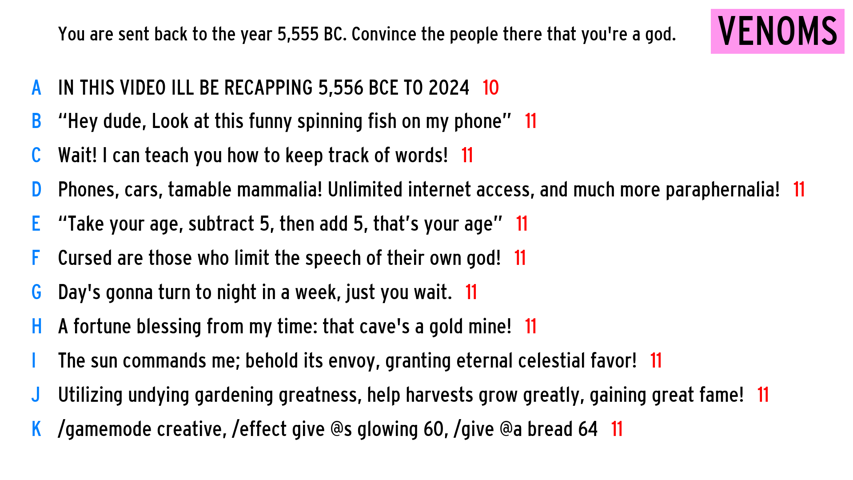 You are sent back to the year 5,555 BC. Convince the people there that you're a god.
VENOMS
A IN THIS VIDEO ILL BE RECAPPING 5,556 BCE TO 2024 10
B “Hey dude, Look at this funny spinning fish on my phone” 11
C Wait! I can teach you how to keep track of words! 11
D Phones, cars, tamable mammalia! Unlimited internet access, and much more paraphernalia! 11
E “Take your age, subtract 5, then add 5, that’s your age” 11
F Cursed are those who limit the speech of their own god! 11
G Day's gonna turn to night in a week, just you wait. 11
H A fortune blessing from my time: that cave's a gold mine! 11
I The sun commands me; behold its envoy, granting eternal celestial favor! 11
J Utilizing undying gardening greatness, help harvests grow greatly, gaining great fame! 11
K /gamemode creative, /effect give @s glowing 60, /give @a bread 64 11